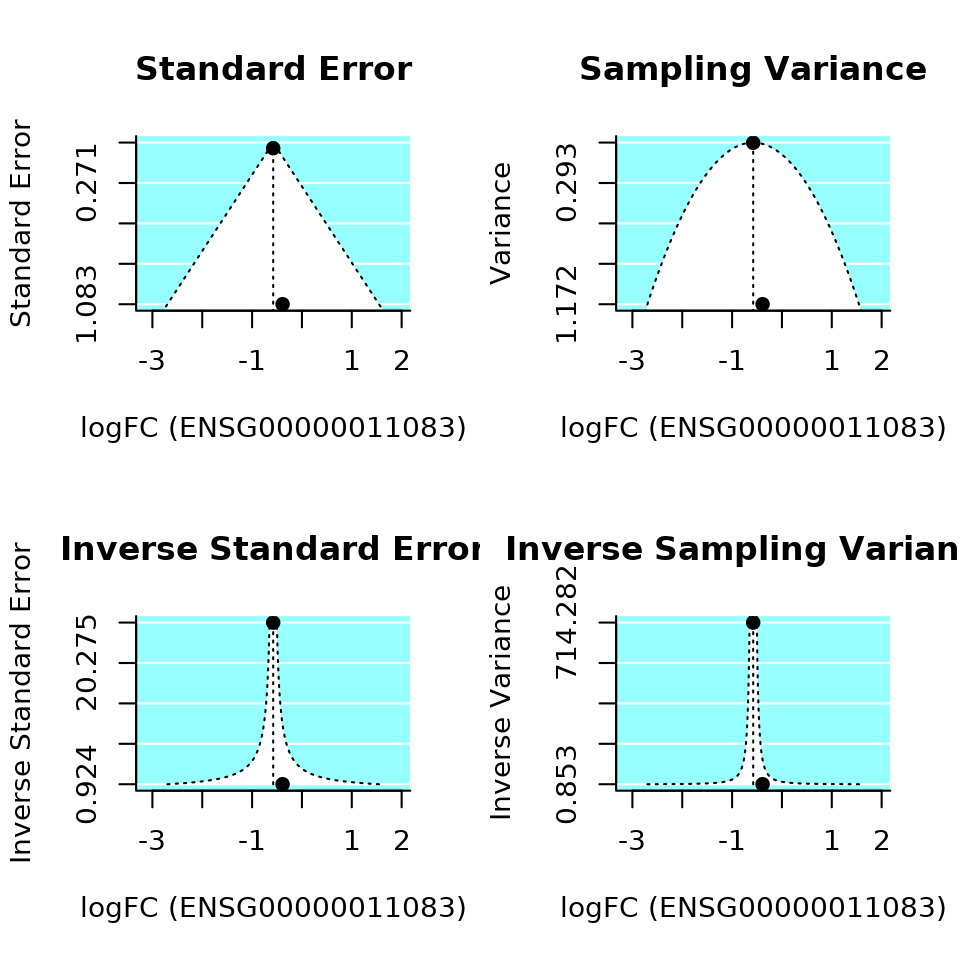 Standard Error
Standard Error
0.271
1.083
-3 -1 1 2
logFC (ENSG00000011083)
Sampling Variance
Variance
0.293
1.172
-3 -1 1 2
logFC (ENSG00000011083)
Inverse Standard Error
Inverse Standard Error
20.275
0.924
-3 -1 1 2
logFC (ENSG00000011083)
Inverse Sampling Varian
Inverse Variance
714.282
0.853
-3 -1 1 2
logFC (ENSG00000011083)